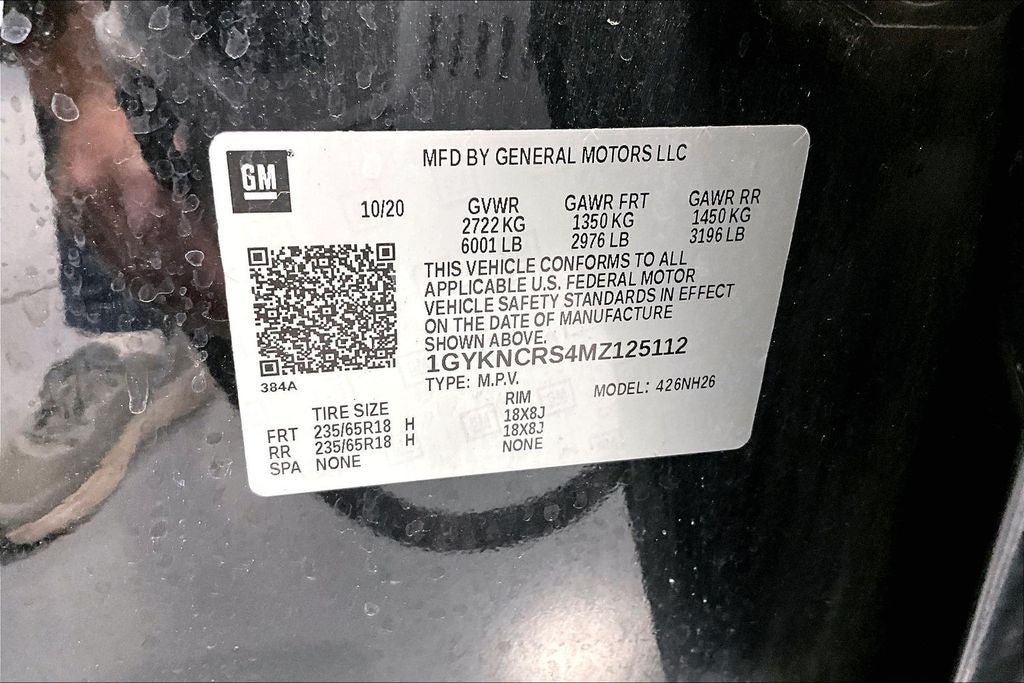 GM
MFD BY GENERAL MOTORS LLC
10/20
GVWR
2722 KG
6001 LB
GAWR FRT
1350 KG
2976 LB
GAWR RR
1450 KG
3196 LB
THIS VEHICLE CONFORMS TO ALL
APPLICABLE U.S. FEDERAL MOTOR
VEHICLE SAFETY STANDARDS IN EFFECT
ON THE DATE OF MANUFACTURE
SHOWN ABOVE.
1GYKNCRS4MZ125112
TYPE: M.P.V. MODEL: 426NH26
384A
TIRE SIZE RIM
FRT 235/65R18 H 18X8J
RR 235/65R18 H 18X8J
SPA NONE NONE